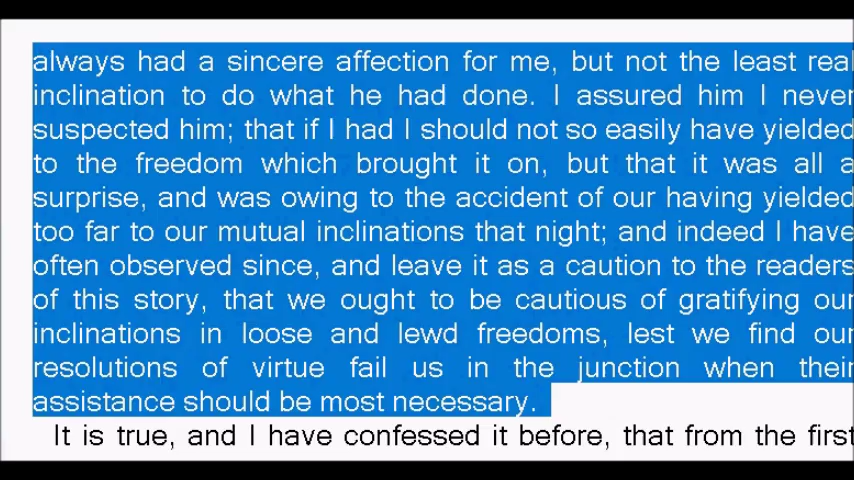 always had a sincere affection for me, but not the least real
inclination to do what he had done. I assured him I never
suspected him; that if I had I should not so easily have yielded
to the freedom which brought it on, but that it was all a
surprise, and was owing to the accident of our having yielded
too far to our mutual inclinations that night; and indeed I have
often observed since, and leave it as a caution to the readers
of this story, that we ought to be cautious of gratifying our
inclinations in loose and lewd freedoms, lest we find our
resolutions of virtue fail us in the junction when their
assistance should be most necessary.
It is true, and I have confessed it before, that from the first